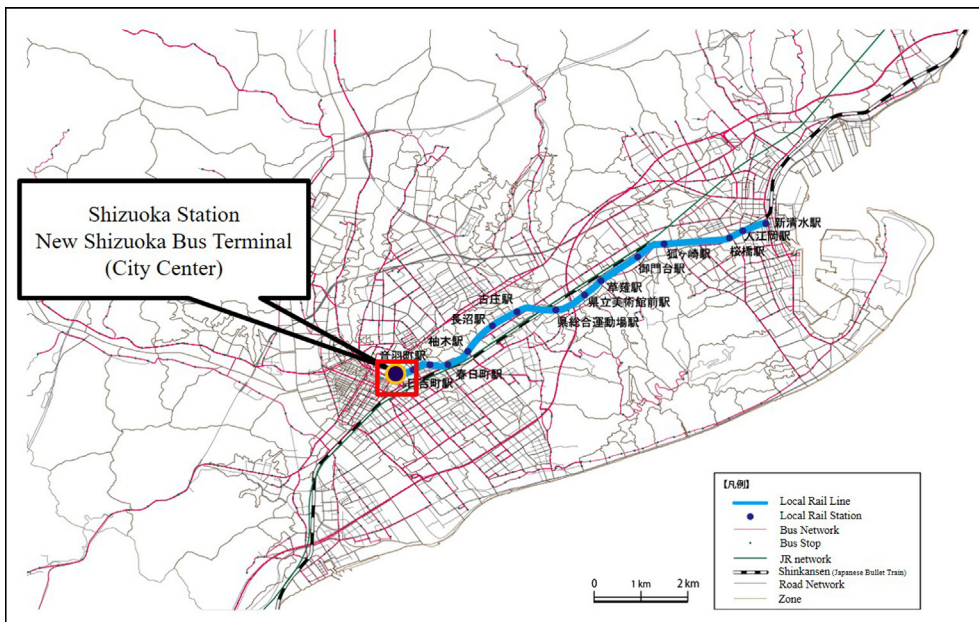 Shizuoka Station
New Shizuoka Bus Terminal
(City Center)
新清水駅
入江岡駅
桜橋駅
狐ヶ崎駅
御門台駅
草薙駅
県立美術館前駅
県総合運動場駅
古庄駅
長沼駅
柚木駅
春日町駅
音羽町駅
日吉町駅
【凡例】
Local Rail Line
Local Rail Station
Bus Network
Bus Stop
JR network
Shinkansen (Japanese Bullet Train)
Road Network
Zone
0 1 km 2 km